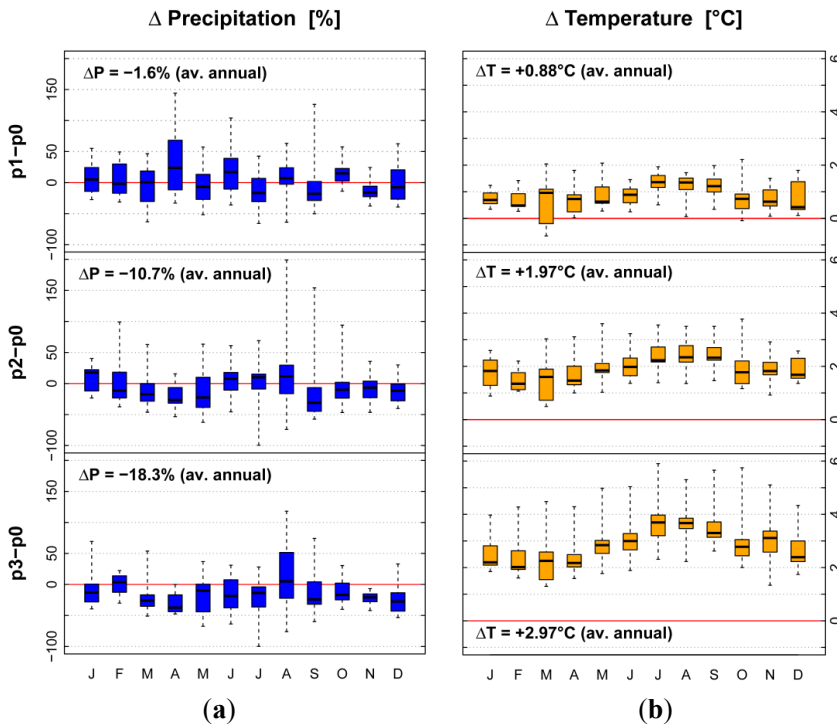 Δ Precipitation [%]
Δ Temperature [°C]
p1−p0
ΔP = −1.6% (av. annual)
150
50
0
−100
ΔT = +0.88°C (av. annual)
6
4
2
0
p2−p0
ΔP = −10.7% (av. annual)
150
50
0
−100
ΔT = +1.97°C (av. annual)
6
4
2
0
p3−p0
ΔP = −18.3% (av. annual)
150
50
0
−100
6
4
2
0
ΔT = +2.97°C (av. annual)
J F M A M J J A S O N D
J F M A M J J A S O N D
(a)
(b)